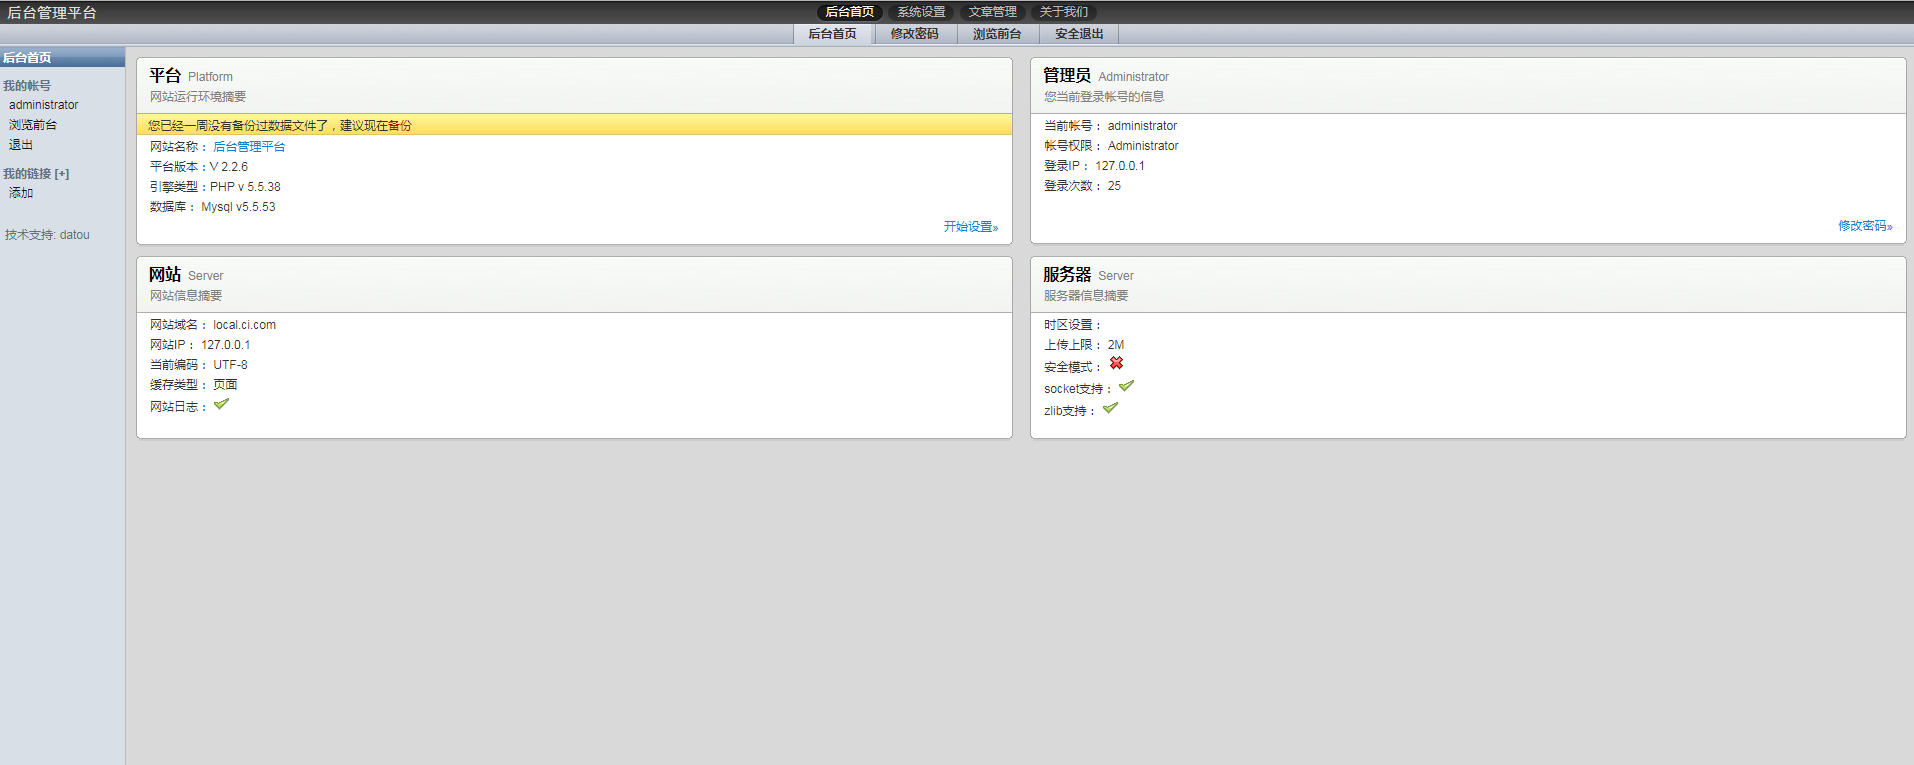 后台管理平台
后台首页 系统设置 文章管理 关于我们
后台首页 修改密码 浏览前台 安全退出
后台首页
我的帐号
administrator
浏览前台
退出
我的链接 [+]
添加
技术支持: datou
平台 Platform
网站运行环境摘要
您已经一周没有备份过数据文件了，建议现在备份
网站名称： 后台管理平台
平台版本：V 2.2.6
引擎类型：PHP v 5.5.38
数据库： Mysql v5.5.53
开始设置»
管理员 Administrator
您当前登录帐号的信息
当前帐号： administrator
帐号权限： Administrator
登录IP： 127.0.0.1
登录次数： 25
修改密码»
网站 Server
网站信息摘要
网站域名： local.ci.com
网站IP： 127.0.0.1
当前编码： UTF-8
缓存类型： 页面
网站日志：
服务器 Server
服务器信息摘要
时区设置：
上传上限： 2M
安全模式：
socket支持：
zlib支持：